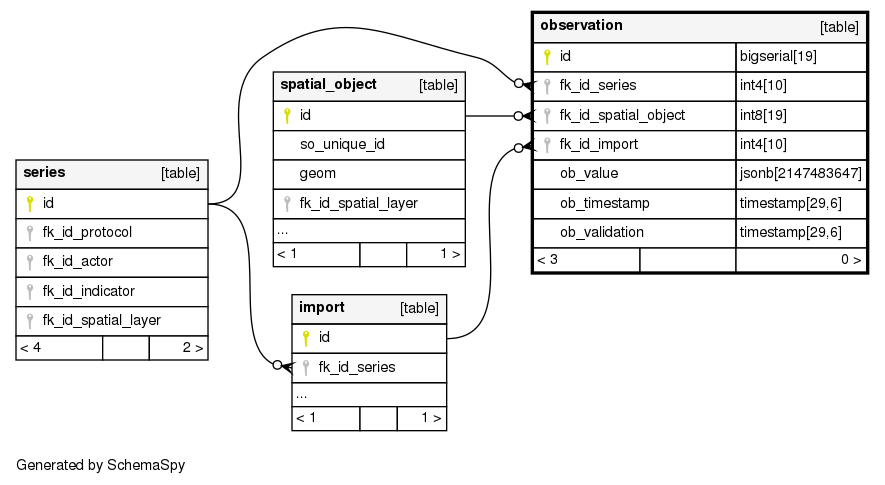 observation [table]
id bigserial[19]
fk_id_series int4[10]
fk_id_spatial_object int8[19]
fk_id_import int4[10]
ob_value jsonb[2147483647]
ob_timestamp timestamp[29,6]
ob_validation timestamp[29,6]
< 3 0 >
spatial_object [table]
id
so_unique_id
geom
fk_id_spatial_layer
...
< 1 1 >
series [table]
id
fk_id_protocol
fk_id_actor
fk_id_indicator
fk_id_spatial_layer
< 4 2 >
import [table]
id
fk_id_series
...
< 1 1 >
Generated by SchemaSpy